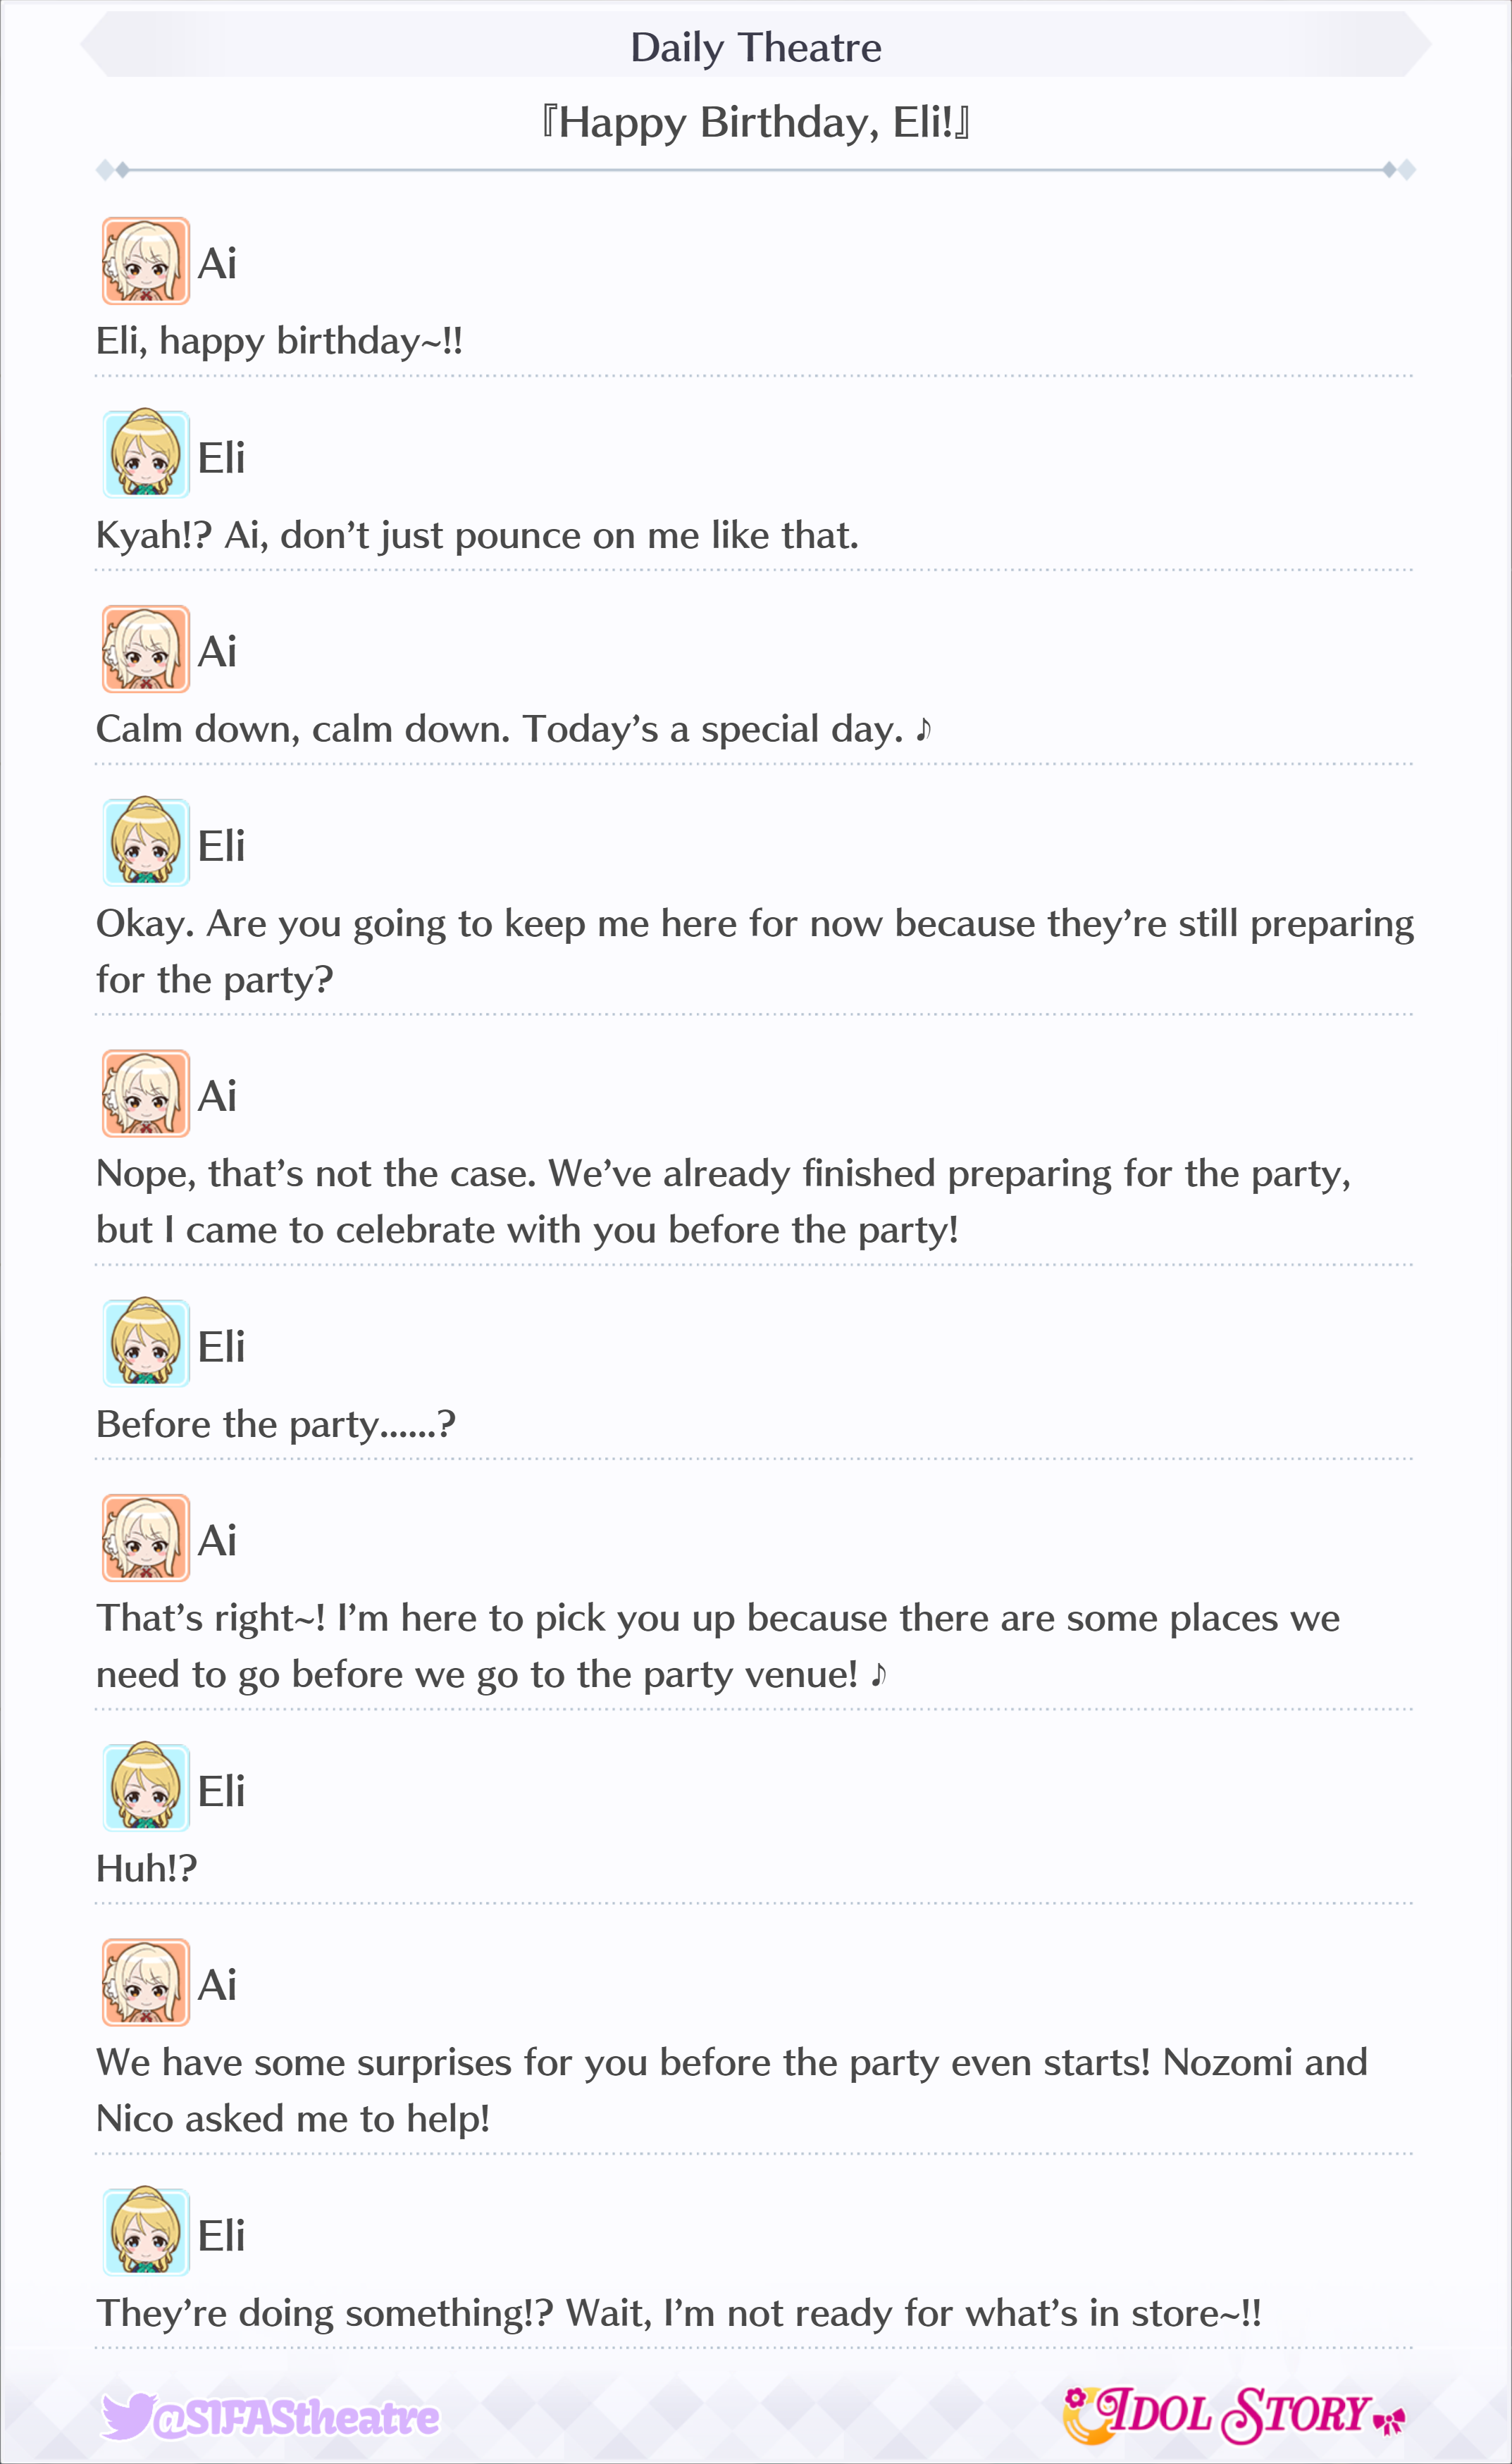 Daily Theatre
『Happy Birthday, Eli!』
Ai
Eli, happy birthday~!!
Eli
Kyah!? Ai, don’t just pounce on me like that.
Ai
Calm down, calm down. Today’s a special day. ♪
Eli
Okay. Are you going to keep me here for now because they’re still preparing
for the party?
Ai
Nope, that’s not the case. We’ve already finished preparing for the party,
but I came to celebrate with you before the party!
Eli
Before the party......?
Ai
That’s right~! I’m here to pick you up because there are some places we
need to go before we go to the party venue! ♪
Eli
Huh!?
Ai
We have some surprises for you before the party even starts! Nozomi and
Nico asked me to help!
Eli
They’re doing something!? Wait, I’m not ready for what’s in store~!!
@SIFAStheatre
IDOL STORY